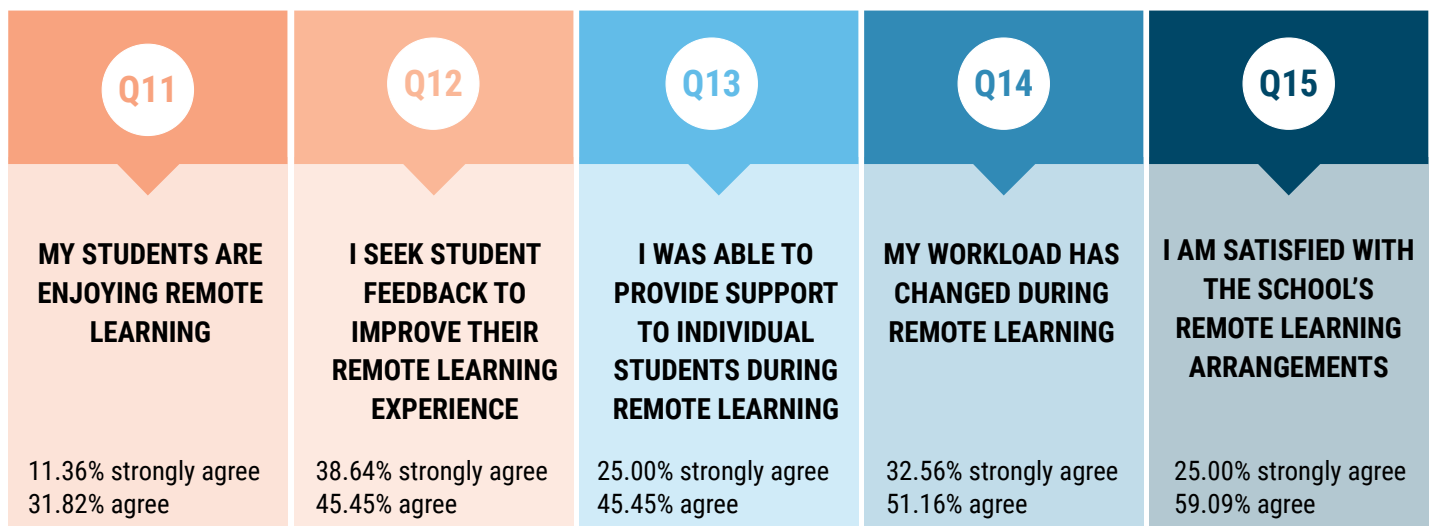 Q11
MY STUDENTS ARE
ENJOYING REMOTE
LEARNING
11.36% strongly agree
31.82% agree
Q12
I SEEK STUDENT
FEEDBACK TO
IMPROVE THEIR
REMOTE LEARNING
EXPERIENCE
38.64% strongly agree
45.45% agree
Q13
I WAS ABLE TO
PROVIDE SUPPORT
TO INDIVIDUAL
STUDENTS DURING
REMOTE LEARNING
25.00% strongly agree
45.45% agree
Q14
MY WORKLOAD HAS
CHANGED DURING
REMOTE LEARNING
32.56% strongly agree
51.16% agree
Q15
I AM SATISFIED WITH
THE SCHOOL’S
REMOTE LEARNING
ARRANGEMENTS
25.00% strongly agree
59.09% agree